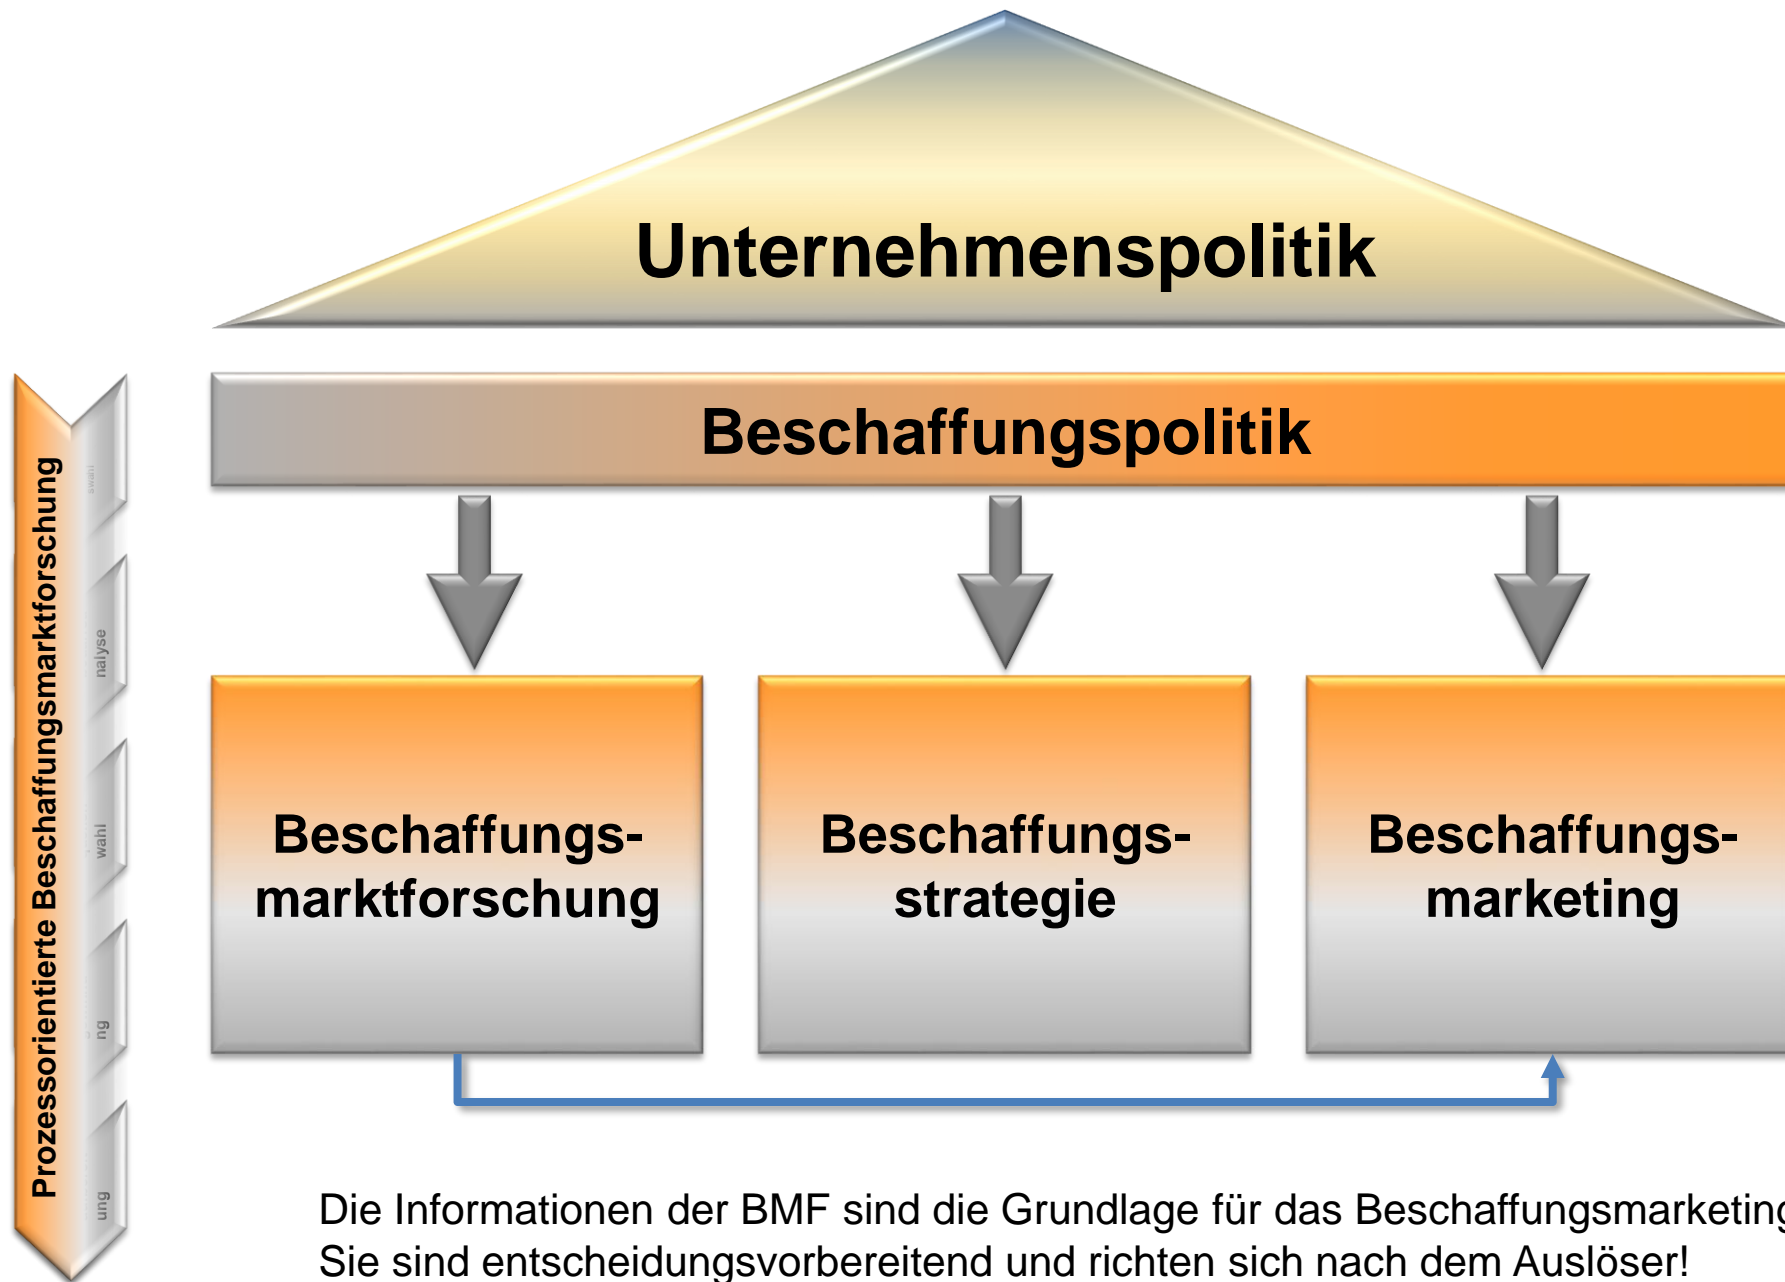 Unternehmenspolitik
Beschaffungspolitik
Prozessorientierte Beschaffungsmarktforschung
nalyse
wahl
ng
ung
Beschaffungs-
marktforschung
Beschaffungs-
strategie
Beschaffungs-
marketing
Die Informationen der BMF sind die Grundlage für das Beschaffungsmarketing
Sie sind entscheidungsvorbereitend und richten sich nach dem Auslöser!